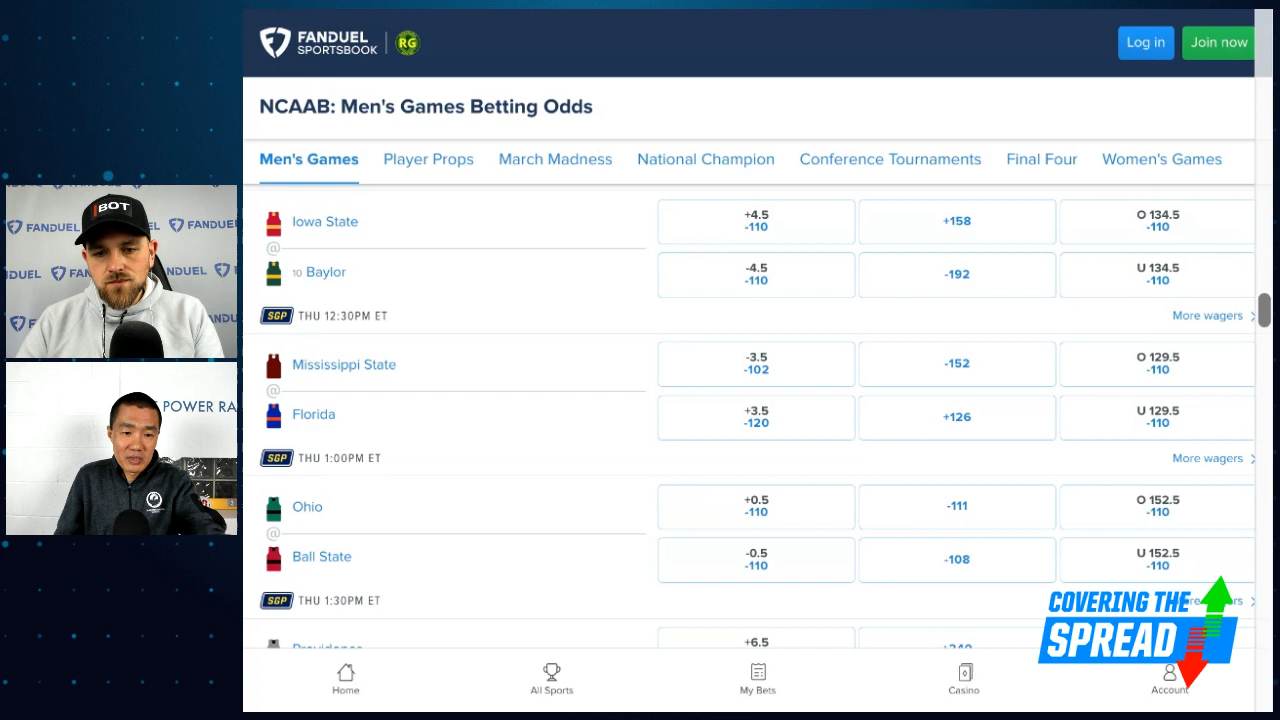 FANDUEL
SPORTSBOOK
RG
Log in
Join now
NCAAB: Men's Games Betting Odds
Men's Games
Player Props
March Madness
National Champion
Conference Tournaments
Final Four
Women's Games
Iowa State
+4.5
-110
+158
O 134.5
-110
@
10 Baylor
-4.5
-110
-192
U 134.5
-110
SGP THU 12:30PM ET
More wagers
Mississippi State
-3.5
-102
-152
O 129.5
-110
@
Florida
+3.5
-120
+126
U 129.5
-110
SGP THU 1:00PM ET
More wagers
Ohio
+0.5
-110
-111
O 152.5
-110
@
Ball State
-0.5
-110
-108
U 152.5
-110
SGP THU 1:30PM ET
+6.5
Home
All Sports
My Bets
Casino
Account
COVERING THE
SPREAD
BOT
FANDUEL
FANDUEL
POWER RA